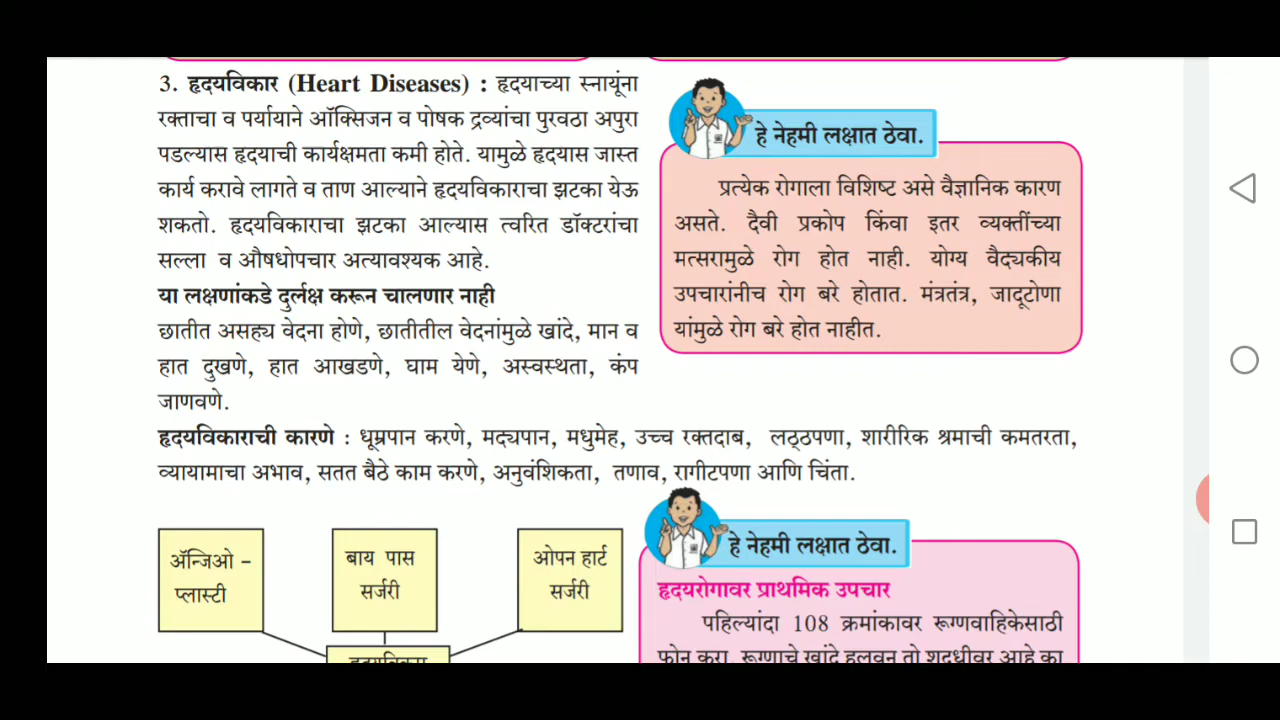 3. हृदयविकार (Heart Diseases) : हृदयाच्या स्नायूंना
रक्ताचा व पर्यायाने ऑक्सिजन व पोषक द्रव्यांचा पुरवठा अपुरा
पडल्यास हृदयाची कार्यक्षमता कमी होते. यामुळे हृदयास जास्त
कार्य करावे लागते व ताण आल्याने हृदयविकाराचा झटका येऊ
शकतो. हृदयविकाराचा झटका आल्यास त्वरित डॉक्टरांचा
सल्ला व औषधोपचार अत्यावश्यक आहे.
या लक्षणांकडे दुर्लक्ष करून चालणार नाही
छातीत असह्य वेदना होणे, छातीतील वेदनांमुळे खांदे, मान व
हात दुखणे, हात आखडणे, घाम येणे, अस्वस्थता, कंप
जाणवणे.
हे नेहमी लक्षात ठेवा.
प्रत्येक रोगाला विशिष्ट असे वैज्ञानिक कारण
असते. दैवी प्रकोप किंवा इतर व्यक्तींच्या
मत्सरामुळे रोग होत नाही. योग्य वैद्यकीय
उपचारांनीच रोग बरे होतात. मंत्रतंत्र, जादूटोणा
यांमुळे रोग बरे होत नाहीत.
हृदयविकाराची कारणे : धूम्रपान करणे, मद्यपान, मधुमेह, उच्च रक्तदाब, लठ्ठपणा, शारीरिक श्रमाची कमतरता,
व्यायामाचा अभाव, सतत बैठे काम करणे, अनुवंशिकता, तणाव, रागीटपणा आणि चिंता.
ॲन्जिओ –
प्लास्टी
बाय पास
सर्जरी
ओपन हार्ट
सर्जरी
हे नेहमी लक्षात ठेवा.
हृदयरोगावर प्राथमिक उपचार
पहिल्यांदा 108 क्रमांकावर रूग्णवाहिकेसाठी
फोन करा. रूग्णाचे खांदे हलवून तो शुद्धीवर आहे का